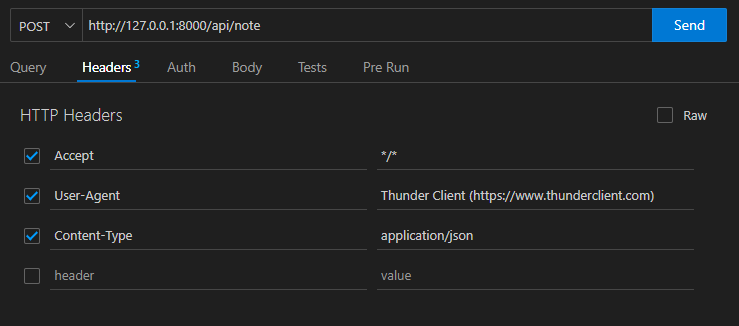 POST http://127.0.0.1:8000/api/note Send
Query Headers 3 Auth Body Tests Pre Run
HTTP Headers Raw
Accept */*
User-Agent Thunder Client (https://www.thunderclient.com)
Content-Type application/json
header value